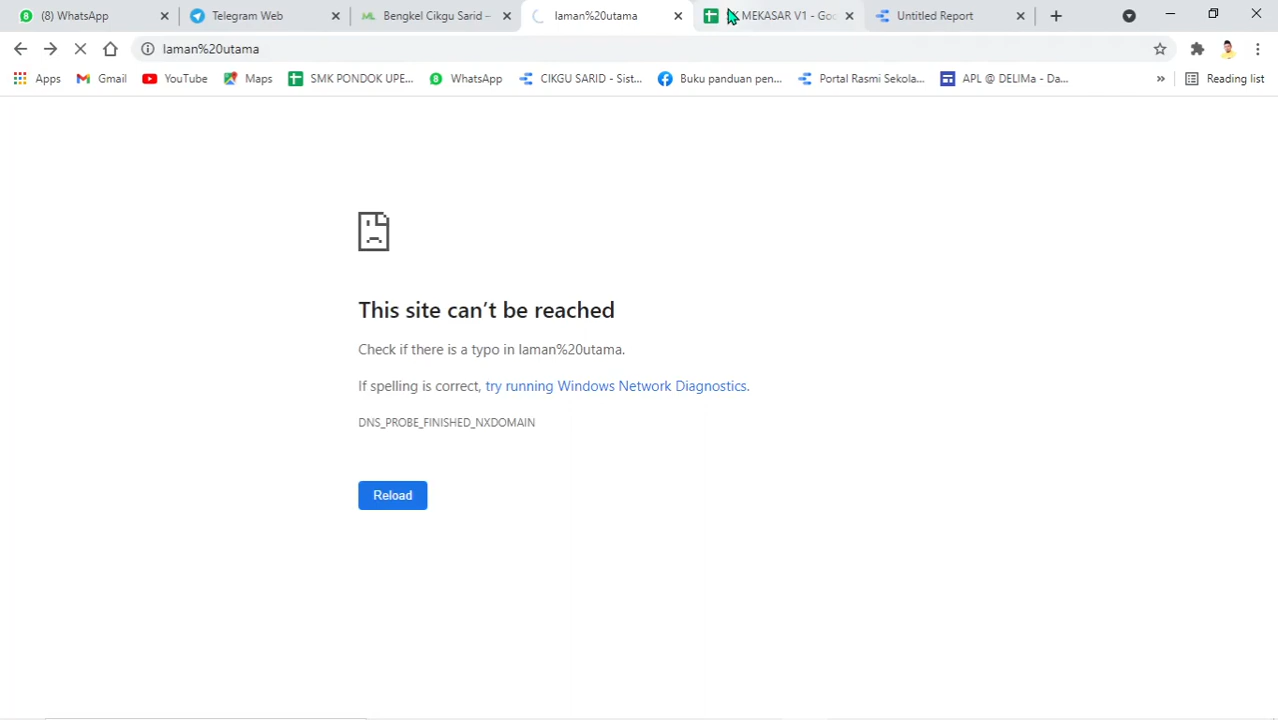 (8) WhatsApp
Telegram Web
Bengkel Cikgu Sarid –
laman%20utama
MEKASAR V1 - Goo
Untitled Report
laman%20utama
Apps
Gmail
YouTube
Maps
SMK PONDOK UPE...
WhatsApp
CIKGU SARID - Sist...
Buku panduan pen...
Portal Rasmi Sekola...
APL @ DELIMa - Da...
»
Reading list
This site can't be reached
Check if there is a typo in laman%20utama.
If spelling is correct, try running Windows Network Diagnostics.
DNS_PROBE_FINISHED_NXDOMAIN
Reload